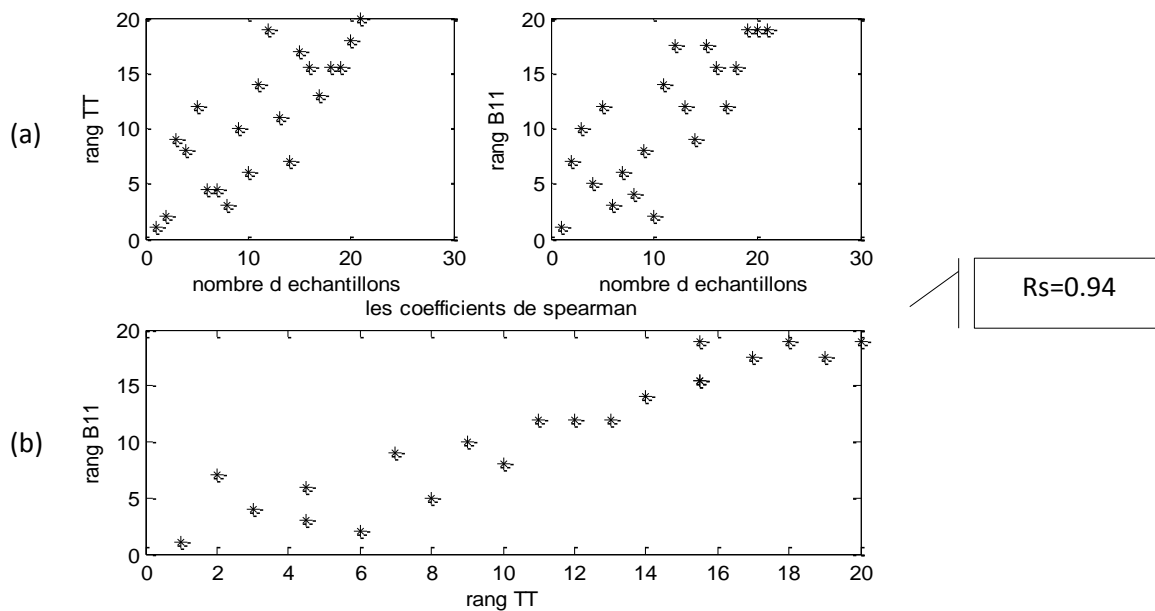 (a)
rang TT
20
15
10
5
0
0 10 20 30
nombre d echantillons
rang B11
20
15
10
5
0
0 10 20 30
nombre d echantillons
les coefficients de spearman
Rs=0.94
(b)
rang B11
20
15
10
5
0
0 2 4 6 8 10 12 14 16 18 20
rang TT